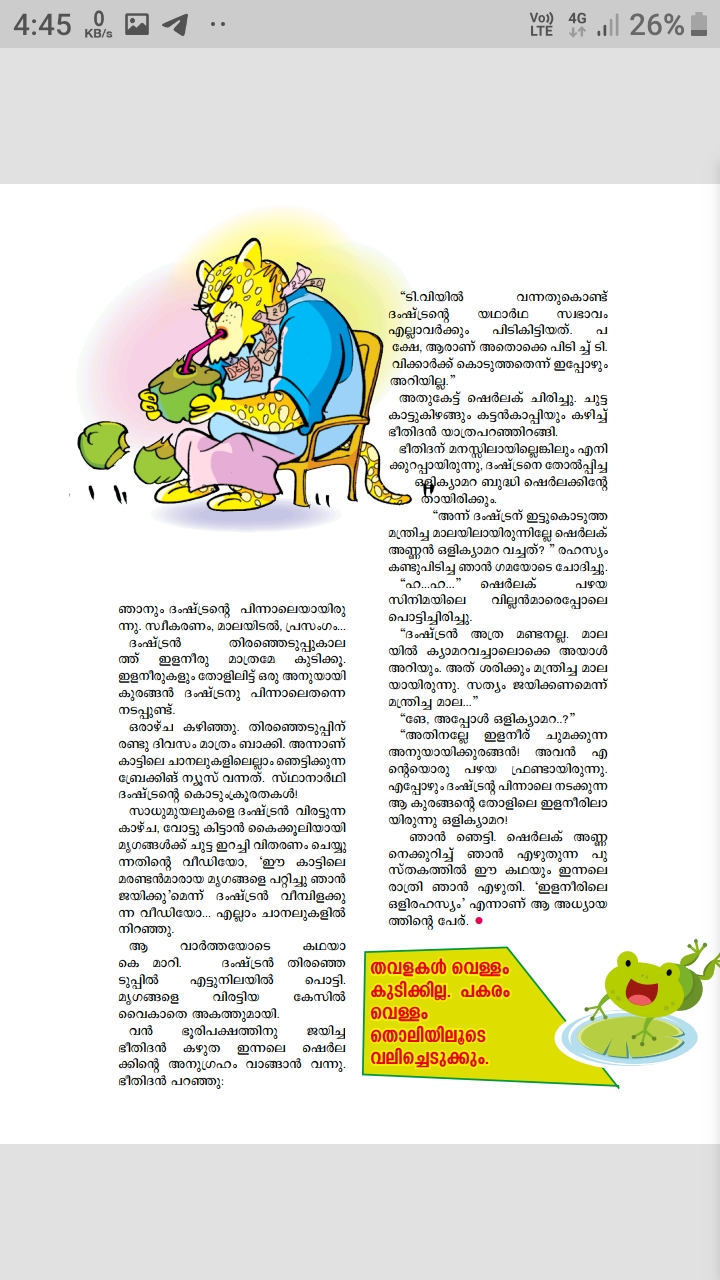 4:45
0
KB/s
Vo))
LTE
4G
26%
ഞാനും ദംഷ്ട്രന്റെ പിന്നാലെയായിരു
ന്നു. സ്വീകരണം, മാലയിടൽ, പ്രസംഗം...
ദംഷ്ട്രൻ തിരഞ്ഞെടുപ്പുകാല
ത്ത് ഇളനീരു മാത്രമേ കുടിക്കൂ.
ഇളനീരുകളും തോളിലിട്ട് ഒരു അനുയായി
കുരങ്ങൻ ദംഷ്ട്രനു പിന്നാലെതന്നെ
നടപ്പുണ്ട്.
ഒരാഴ്ച കഴിഞ്ഞു. തിരഞ്ഞെടുപ്പിന്
രണ്ടു ദിവസം മാത്രം ബാക്കി. അന്നാണ്
കാട്ടിലെ ചാനലുകളിലെല്ലാം ഞെട്ടിക്കുന്ന
ബ്രേക്കിങ് ന്യൂസ് വന്നത്. സ്ഥാനാർഥി
ദംഷ്ട്രന്റെ കൊടുംക്രൂരതകൾ!
സാധുമുയലുകളെ ദംഷ്ട്രൻ വിരട്ടുന്ന
കാഴ്ച, വോട്ടു കിട്ടാൻ കൈക്കൂലിയായി
മൃഗങ്ങൾക്ക് ചുട്ട ഇറച്ചി വിതരണം ചെയ്യു
ന്നതിന്റെ വീഡിയോ, ‘ഈ കാട്ടിലെ
മരണ്ടൻമാരായ മൃഗങ്ങളെ പറ്റിച്ചു ഞാൻ
ജയിക്കു’മെന്ന് ദംഷ്ട്രൻ വീമ്പിളക്കു
ന്ന വീഡിയോ... എല്ലാം ചാനലുകളിൽ
നിറഞ്ഞു.
ആ വാർത്തയോടെ കഥയാ
കെ മാറി. ദംഷ്ട്രൻ തിരഞ്ഞെ
ടുപ്പിൽ എട്ടുനിലയിൽ പൊട്ടി.
മൃഗങ്ങളെ വിരട്ടിയ കേസിൽ
വൈകാതെ അകത്തുമായി.
വൻ ഭൂരിപക്ഷത്തിനു ജയിച്ച
ഭീതിദൻ കഴുത ഇന്നലെ ഷെർല
ക്കിന്റെ അനുഗ്രഹം വാങ്ങാൻ വന്നു.
ഭീതിദൻ പറഞ്ഞു:
“ടി.വിയിൽ വന്നതുകൊണ്ട്
ദംഷ്ട്രന്റെ യഥാർഥ സ്വഭാവം
എല്ലാവർക്കും പിടികിട്ടിയത്. പ
ക്ഷേ, ആരാണ് അതൊക്കെ പിടി ച്ച് ടി.
വിക്കാർക്ക് കൊടുത്തതെന്ന് ഇപ്പോഴും
അറിയില്ല.”
അതുകേട്ട് ഷെർലക് ചിരിച്ചു. ചുട്ട
കാട്ടുകിഴങ്ങും കട്ടൻകാപ്പിയും കഴിച്ച്
ഭീതിദൻ യാത്രപറഞ്ഞിറങ്ങി.
ഭീതിദന് മനസ്സിലായില്ലെങ്കിലും എനി
ക്കുറപ്പായിരുന്നു, ദംഷ്ട്രനെ തോൽപ്പിച്ച
ഒളിക്യാമറ ബുദ്ധി ഷെർലക്കിന്റേ
തായിരിക്കും.
“അന്ന് ദംഷ്ട്രന് ഇട്ടുകൊടുത്ത
മന്ത്രിച്ച മാലയിലായിരുന്നില്ലേ ഷെർലക്
അണ്ണൻ ഒളിക്യാമറ വച്ചത്? ” രഹസ്യം
കണ്ടുപിടിച്ച ഞാൻ ഗമയോടെ ചോദിച്ചു.
“ഹ...ഹ...” ഷെർലക് പഴയ
സിനിമയിലെ വില്ലൻമാരെപ്പോലെ
പൊട്ടിച്ചിരിച്ചു.
“ദംഷ്ട്രൻ അത്ര മണ്ടനല്ല. മാല
യിൽ ക്യാമറവച്ചാലൊക്കെ അയാൾ
അറിയും. അത് ശരിക്കും മന്ത്രിച്ച മാല
യായിരുന്നു. സത്യം ജയിക്കണമെന്ന്
മന്ത്രിച്ച മാല...”
“ങേ, അപ്പോൾ ഒളിക്യാമറ..?”
“അതിനല്ലേ ഇളനീര് ചുമക്കുന്ന
അനുയായിക്കുരങ്ങൻ! അവൻ എ
ന്റെയൊരു പഴയ ഫ്രണ്ടായിരുന്നു.
എപ്പോഴും ദംഷ്ട്രന്റ പിന്നാലെ നടക്കുന്ന
ആ കുരങ്ങന്റെ തോളിലെ ഇളനീരിലാ
യിരുന്നു ഒളിക്യാമറ!
ഞാൻ ഞെട്ടി. ഷെർലക് അണ്ണ
നെക്കുറിച്ച് ഞാൻ എഴുതുന്ന പു
സ്തകത്തിൽ ഈ കഥയും ഇന്നലെ
രാത്രി ഞാൻ എഴുതി. ‘ഇളനീരിലെ
ഒളിരഹസ്യം’ എന്നാണ് ആ അധ്യായ
ത്തിന്റെ പേര്.
തവളകൾ വെള്ളം
കുടിക്കില്ല. പകരം
വെള്ളം
തൊലിയിലൂടെ
വലിച്ചെടുക്കും.